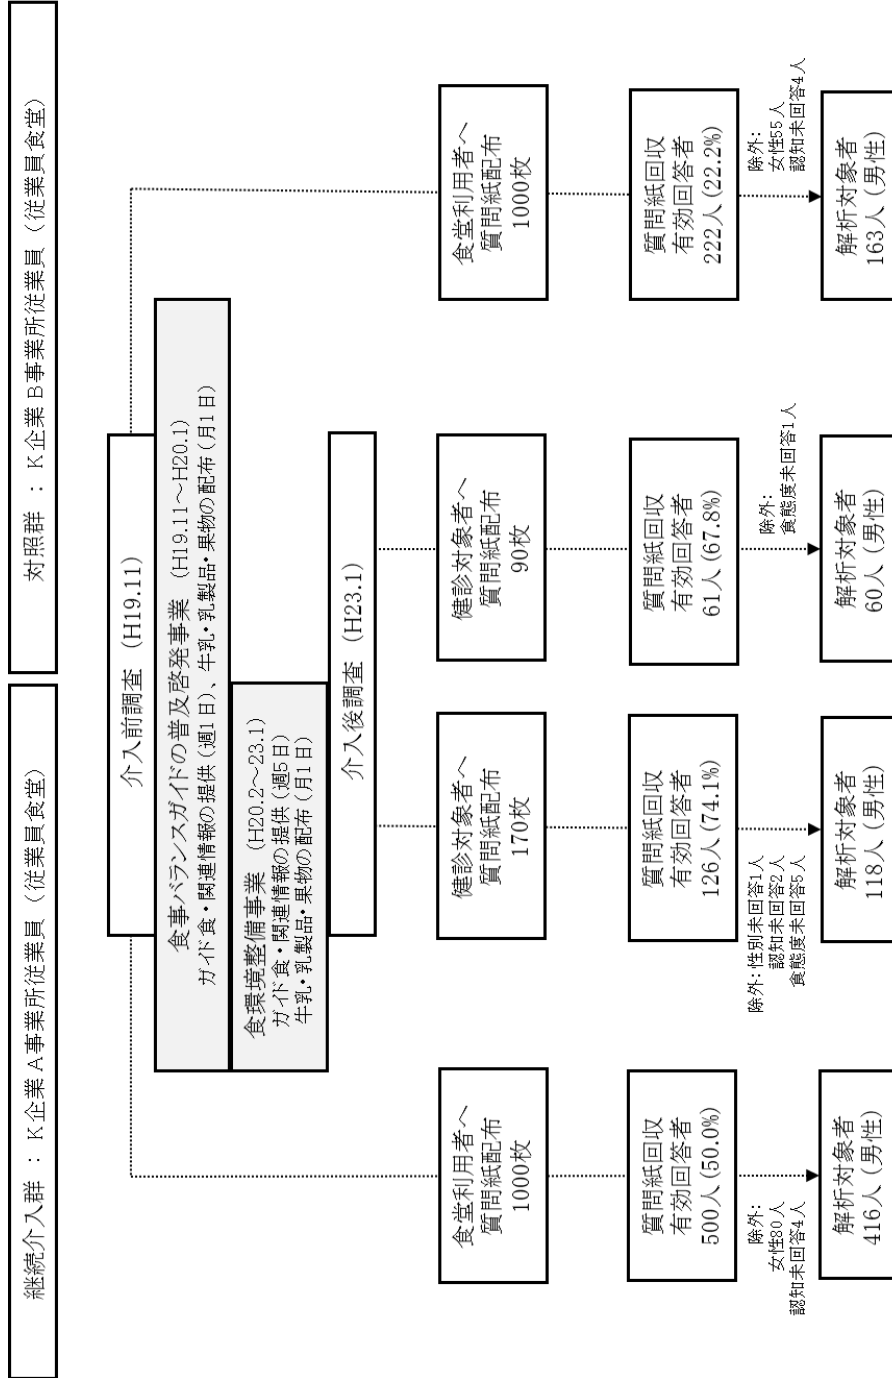 継続介入群 ： K企業A事業所従業員 （従業員食堂）
対照群 ： K企業B事業所従業員 （従業員食堂）
介入前調査 （H19.11）
食事バランスガイドの普及啓発事業 （H19.11～H20.1）
ガイド食・関連情報の提供（週1日）、牛乳・乳製品・果物の配布（月1日）
食環境整備事業 （H20.2～23.1）
ガイド食・関連情報の提供（週5日）
牛乳・乳製品・果物の配布（月1日）
介入後調査 （H23.1）
食堂利用者へ
質問紙配布
1000枚
健診対象者へ
質問紙配布
170枚
健診対象者へ
質問紙配布
90枚
食堂利用者へ
質問紙配布
1000枚
質問紙回収
有効回答者
500人(50.0%)
質問紙回収
有効回答者
126人(74.1%)
質問紙回収
有効回答者
61人(67.8%)
質問紙回収
有効回答者
222人(22.2%)
除外：
女性80人
認知未回答4人
除外：性別未回答1人
認知未回答2人
食態度未回答5人
除外：
食態度未回答1人
除外：
女性55人
認知未回答4人
解析対象者
416人（男性）
解析対象者
118人（男性）
解析対象者
60人（男性）
解析対象者
163人（男性）